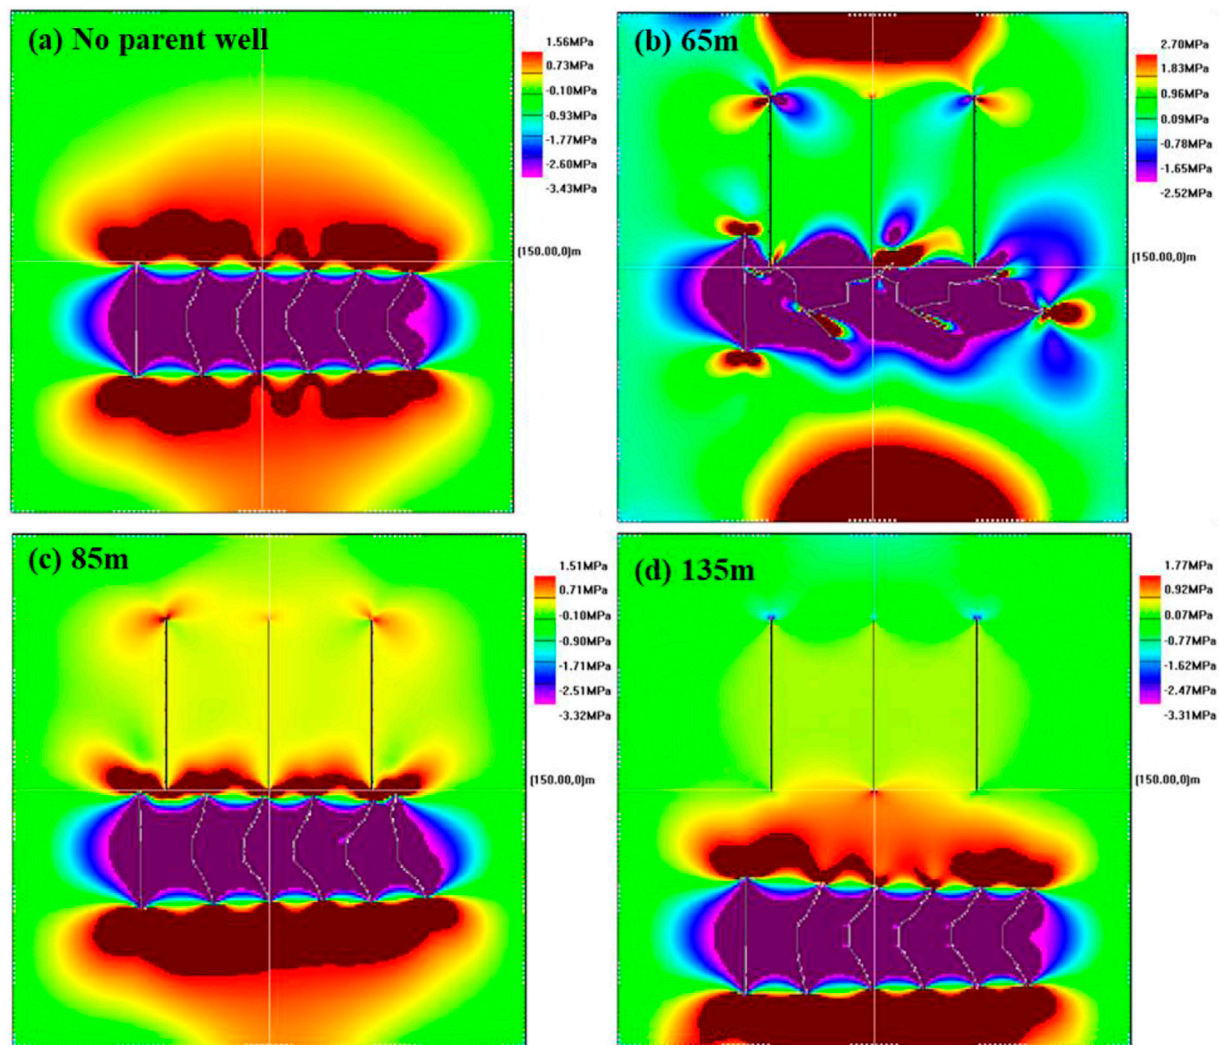 (a) No parent well
1.56MPa
0.73MPa
-0.10MPa
-0.93MPa
-1.77MPa
-2.60MPa
-3.43MPa
[150.00,0]m
(b) 65m
2.70MPa
1.83MPa
0.96MPa
0.09MPa
-0.78MPa
-1.65MPa
-2.52MPa
[150.00,0]m
(c) 85m
1.51MPa
0.71MPa
-0.10MPa
-0.90MPa
-1.71MPa
-2.51MPa
-3.32MPa
[150.00,0]m
(d) 135m
1.77MPa
0.92MPa
0.07MPa
-0.77MPa
-1.62MPa
-2.47MPa
-3.31MPa
[150.00,0]m